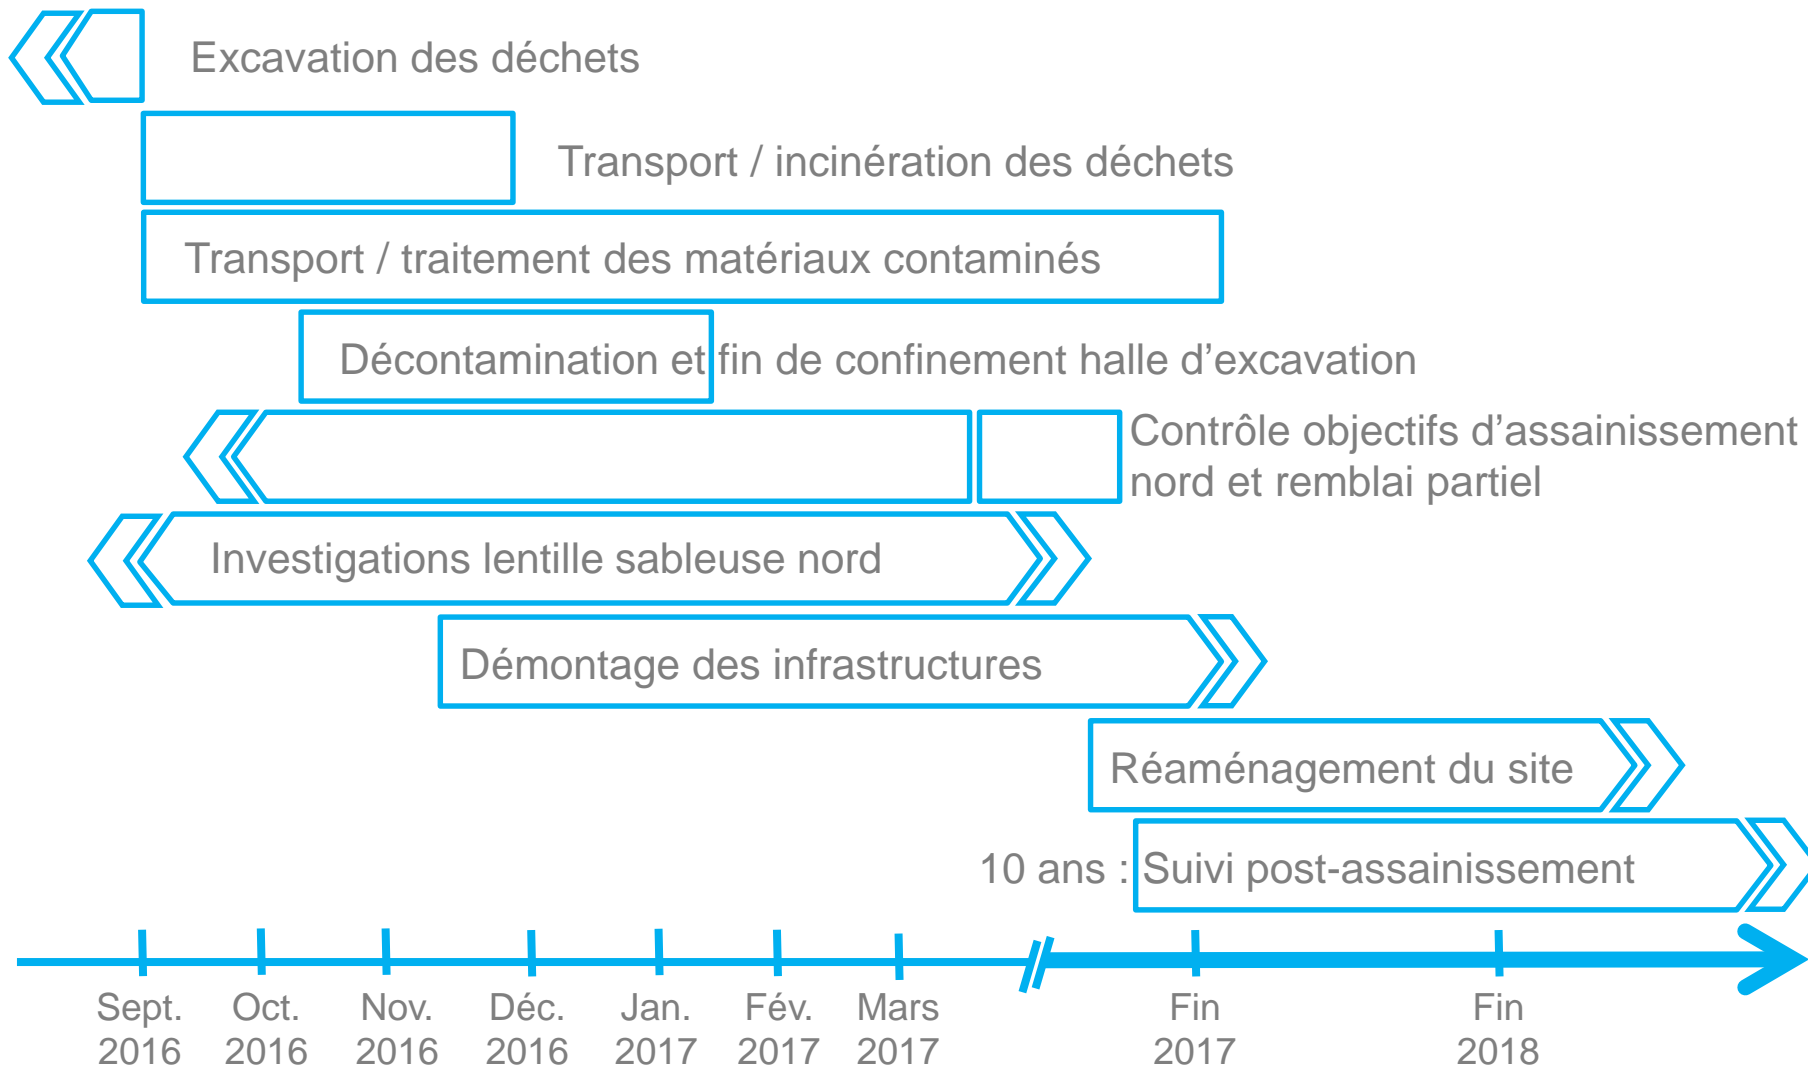 Excavation des déchets
Transport / incinération des déchets
Transport / traitement des matériaux contaminés
Décontamination et fin de confinement halle d’excavation
Contrôle objectifs d’assainissement
nord et remblai partiel
Investigations lentille sableuse nord
Démontage des infrastructures
Réaménagement du site
10 ans : Suivi post-assainissement
Sept. Oct. Nov. Déc. Jan. Fév. Mars Fin Fin
2016 2016 2016 2016 2017 2017 2017 2017 2018